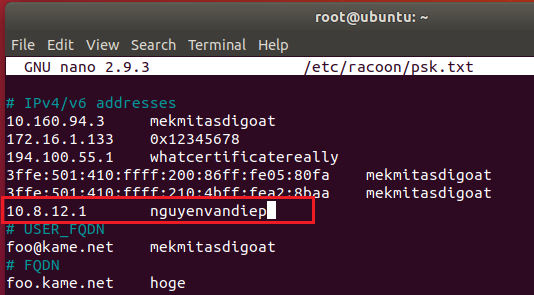 root@ubuntu: ~
File Edit View Search Terminal Help
GNU nano 2.9.3 /etc/racoon/psk.txt
# IPv4/v6 addresses
10.160.94.3 mekmitasdigoat
172.16.1.133 0x12345678
194.100.55.1 whatcertificatereally
3ffe:501:410:ffff:200:86ff:fe05:80fa mekmitasdigoat
3ffe:501:410:ffff:210:4bff:fea2:8baa mekmitasdigoat
10.8.12.1 nguyenvandiep
# USER_FQDN
foo@kame.net mekmitasdigoat
# FQDN
foo.kame.net hoge